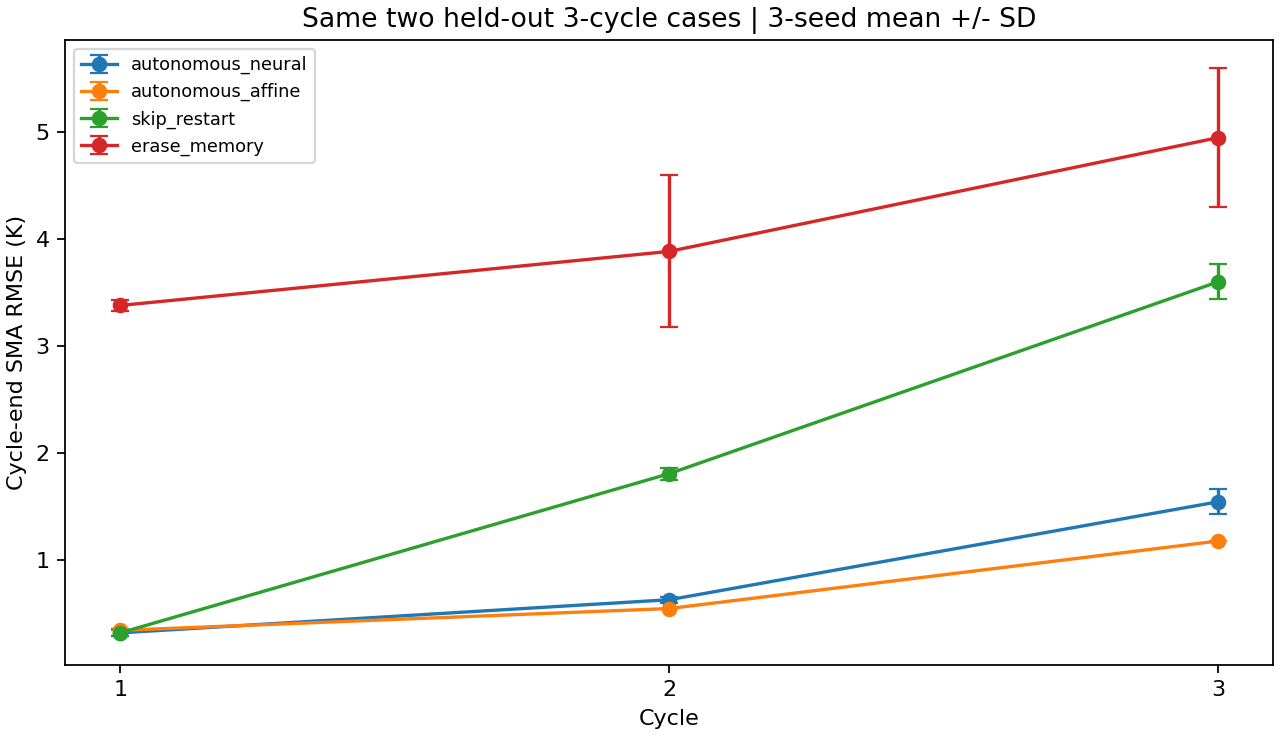 Same two held-out 3-cycle cases | 3-seed mean +/- SD
autonomous_neural
autonomous_affine
skip_restart
erase_memory
Cycle-end SMA RMSE (K)
5
4
3
2
1
1 2 3
Cycle